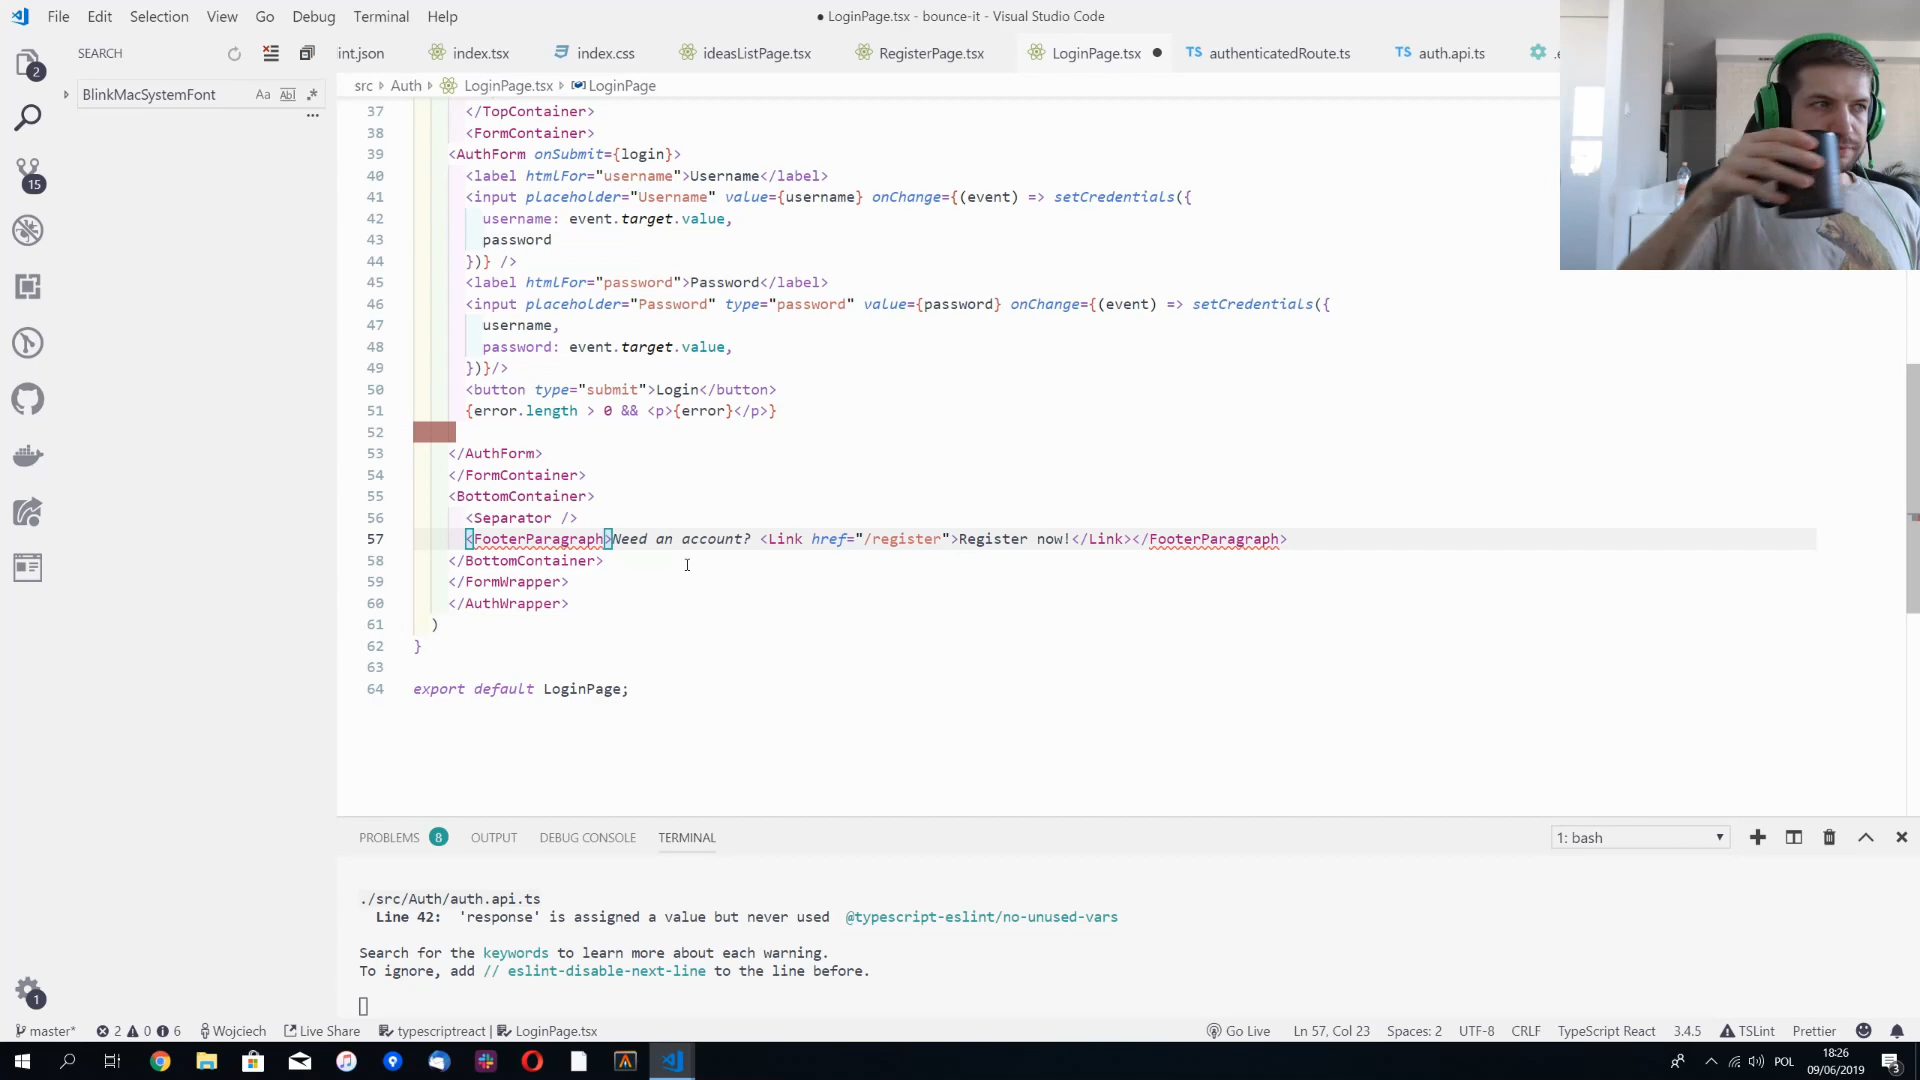 File Edit Selection View Go Debug Terminal Help
● LoginPage.tsx - bounce-it - Visual Studio Code
SEARCH
int.json index.tsx index.css ideasListPage.tsx RegisterPage.tsx LoginPage.tsx ● TS authenticatedRoute.ts TS auth.api.ts
2
BlinkMacSystemFont Aa Abl .*
src > Auth > LoginPage.tsx > LoginPage
...
15
37 </TopContainer>
38 <FormContainer>
39 <AuthForm onSubmit={login}>
40 <label htmlFor="username">Username</label>
41 <input placeholder="Username" value={username} onChange={(event) => setCredentials({
42 username: event.target.value,
43 password
44 })} />
45 <label htmlFor="password">Password</label>
46 <input placeholder="Password" type="password" value={password} onChange={(event) => setCredentials({
47 username,
48 password: event.target.value,
49 })}/>
50 <button type="submit">Login</button>
51 {error.length > 0 && <p>{error}</p>}
52
53 </AuthForm>
54 </FormContainer>
55 <BottomContainer>
56 <Separator />
57 <FooterParagraph>Need an account? <Link href="/register">Register now!</Link></FooterParagraph>
58 </BottomContainer>
59 </FormWrapper>
60 </AuthWrapper>
61 )
62 }
63
64 export default LoginPage;
PROBLEMS 8 OUTPUT DEBUG CONSOLE TERMINAL
1: bash
./src/Auth/auth.api.ts
Line 42: 'response' is assigned a value but never used @typescript-eslint/no-unused-vars
Search for the keywords to learn more about each warning.
To ignore, add // eslint-disable-next-line to the line before.
1
master* 2 0 6 Wojciech Live Share typescriptreact | LoginPage.tsx
Go Live Ln 57, Col 23 Spaces: 2 UTF-8 CRLF TypeScript React 3.4.5 TSLint Prettier
POL
18:26
09/06/2019
3